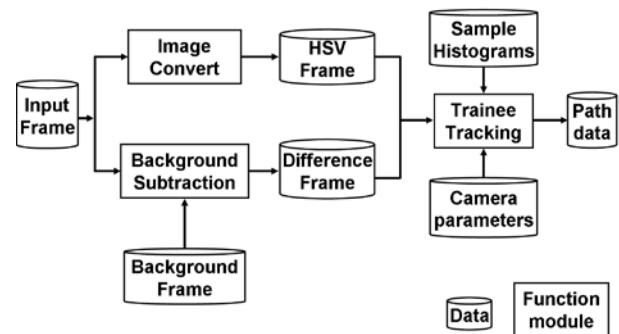 Input
Frame
Image
Convert
HSV
Frame
Sample
Histograms
Trainee
Tracking
Path
data
Background
Subtraction
Difference
Frame
Camera
parameters
Background
Frame
Data
Function
module